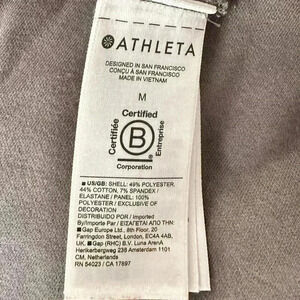 ATHLETA
DESIGNED IN SAN FRANCISCO
CONÇU À SAN FRANCISCO
MADE IN VIETNAM
M
Certified
Certifiée
B
Entreprise
Corporation
■ US/GB: SHELL: 49% POLYESTER,
44% COTTON, 7% SPANDEX /
ELASTANE / PANEL: 100%
POLYESTER / EXCLUSIVE OF
DECORATION
DISTRIBUIDO POR / Imported
By/Importe Par / ΕΙΣΑΓΕΤΑΙ ΑΠΟ ΤΗΝ:
■ Gap Europe Ltd., 8th Floor, 20
Farringdon Street, London, EC4A 4AB,
UK. ■ Gap (RHC) B.V. Luna ArenA
Herikerbergweg 238 Amsterdam 1101
CM, Netherlands
RN 54023 / CA 17897